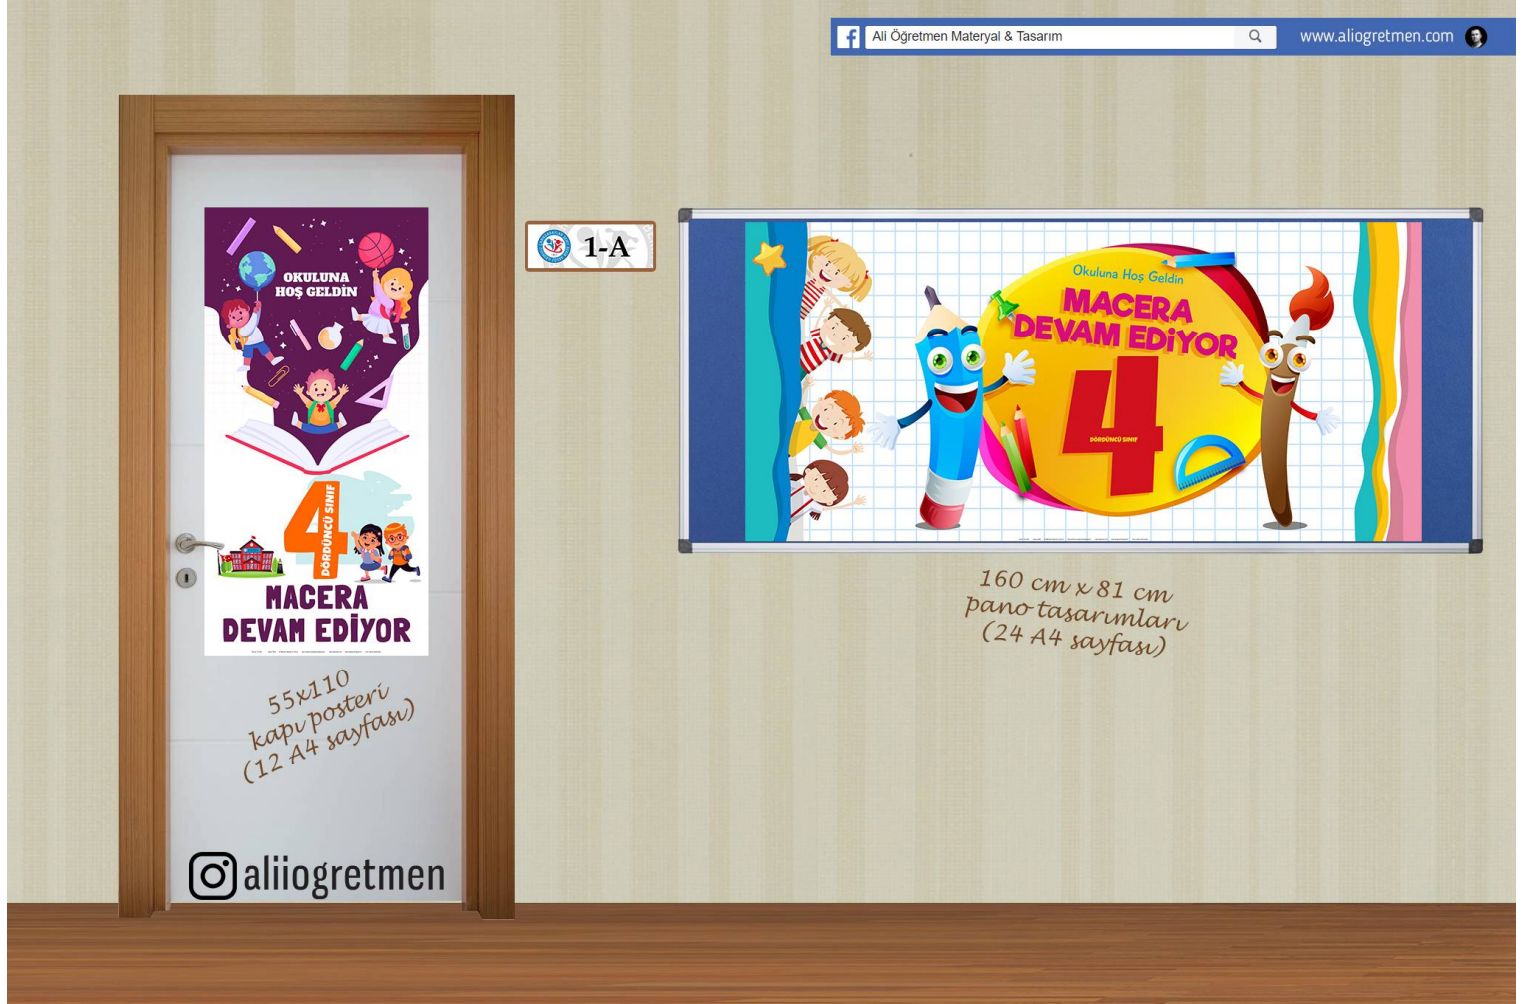 Ali Öğretmen Materyal & Tasarım
www.aliogretmen.com
OKULUNA
HOŞ GELDİN
4
DÖRDÜNCÜ SINIF
MACERA
DEVAM EDİYOR
55x110
kapı posteri
(12 A4 sayfası)
aliiogretmen
1-A
Okuluna Hoş Geldin
MACERA
DEVAM EDİYOR
4
DÖRDÜNCÜ SINIF
160 cm x 81 cm
pano tasarımları
(24 A4 sayfası)